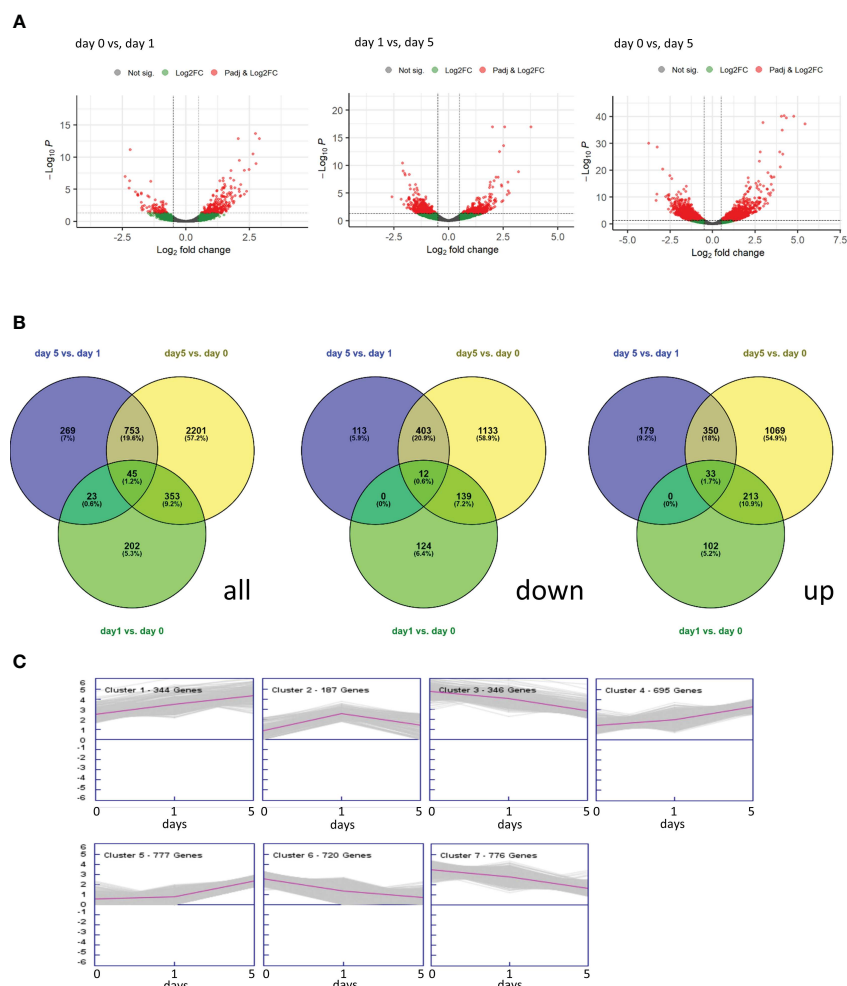 A
day 0 vs, day 1
day 1 vs, day 5
day 0 vs, day 5
Not sig. Log2FC Padj & Log2FC
Not sig. Log2FC Padj & Log2FC
Not sig. Log2FC Padj & Log2FC
− Log10 P
15
10
5
0
-2.5 0.0 2.5
Log2 fold change
− Log10 P
20
15
10
5
0
-2.5 0.0 2.5 5.0
Log2 fold change
− Log10 P
40
30
20
10
0
-5.0 -2.5 0.0 2.5 5.0 7.5
Log2 fold change
B
day 5 vs. day 1
day5 vs. day 0
269
(7%)
753
(19.6%)
2201
(57.2%)
45
(1.2%)
23
(0.6%)
353
(9.2%)
202
(5.3%)
all
day1 vs. day 0
day 5 vs. day 1
day5 vs. day 0
113
(5.9%)
403
(20.9%)
1133
(58.9%)
12
(0.6%)
0
(0%)
139
(7.2%)
124
(6.4%)
down
day1 vs. day 0
day 5 vs. day 1
day5 vs. day 0
179
(9.2%)
350
(18%)
1069
(54.9%)
33
(1.7%)
0
(0%)
213
(10.9%)
102
(5.2%)
up
day1 vs. day 0
C
6
5
4
3
2
1
0
-1
-2
-3
-4
-5
-6
Cluster 1 - 344 Genes
0 1 5
days
Cluster 2 - 187 Genes
0 1 5
days
Cluster 3 - 346 Genes
0 1 5
days
Cluster 4 - 695 Genes
0 1 5
days
6
5
4
3
2
1
0
-1
-2
-3
-4
-5
-6
Cluster 5 - 777 Genes
0 1 5
days
Cluster 6 - 720 Genes
0 1 5
days
Cluster 7 - 776 Genes
0 1 5
days